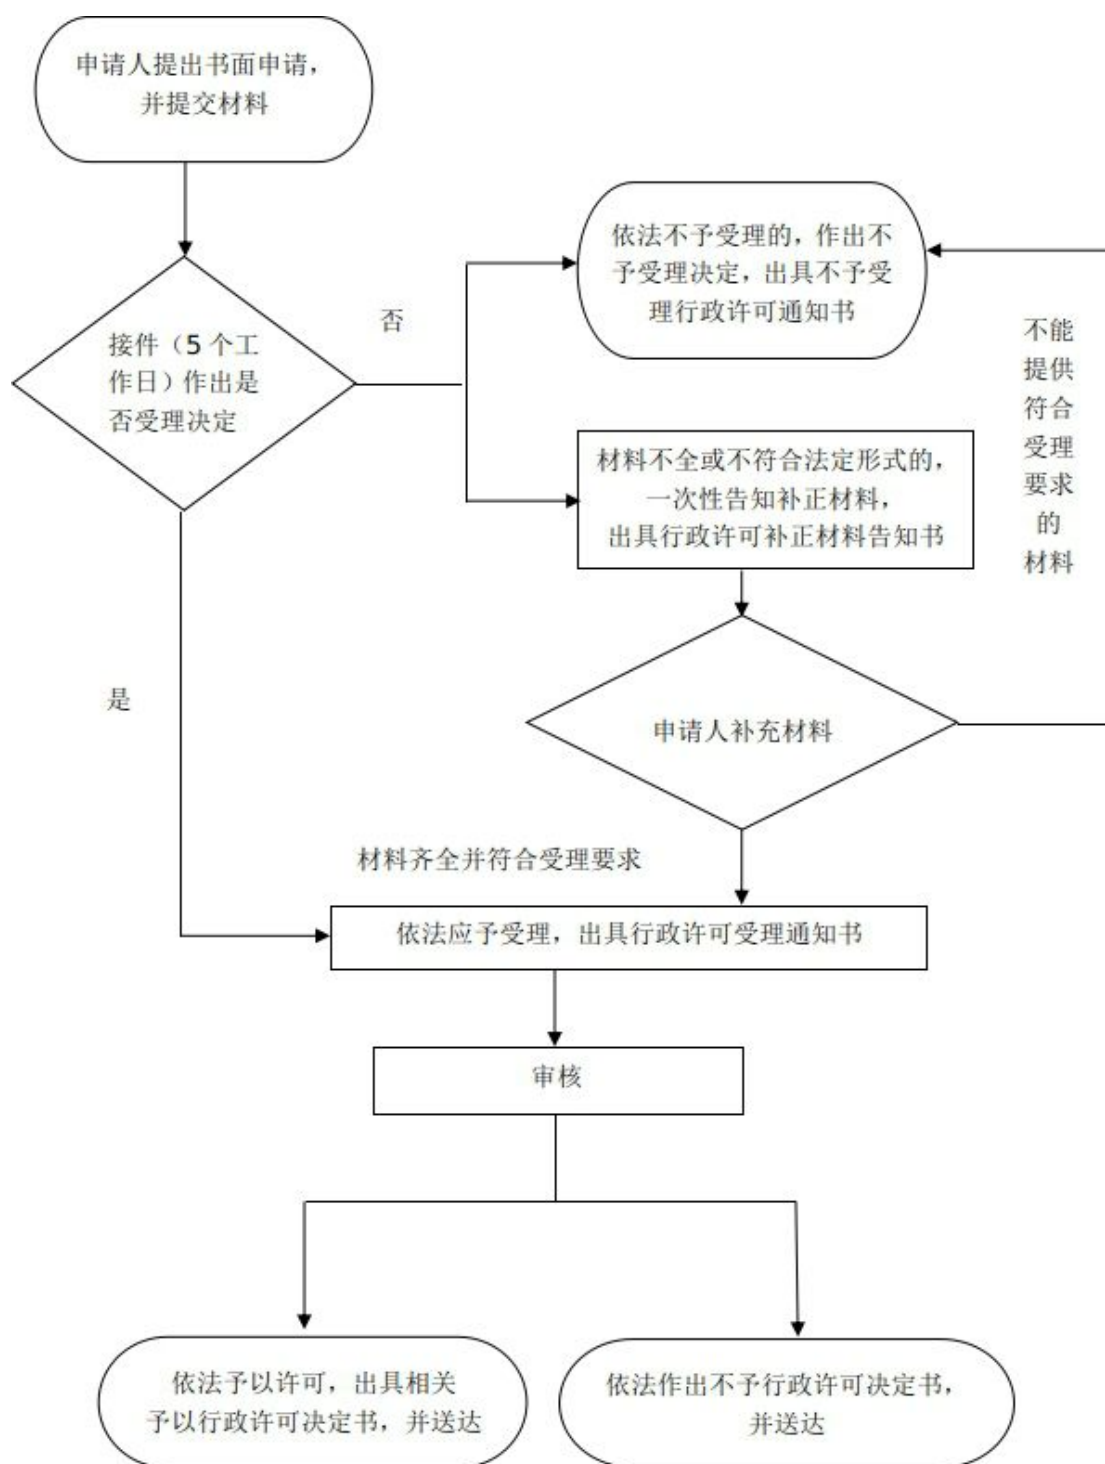 申请人提出书面申请，
并提交材料
依法不予受理的，作出不
予受理决定，出具不予受
理行政许可通知书
否
接件（5 个工
作日）作出是
否受理决定
不能
提供
符合
受理
要求
的
材料
材料不全或不符合法定形式的，
一次性告知补正材料，
出具行政许可补正材料告知书
是
申请人补充材料
材料齐全并符合受理要求
依法应予受理，出具行政许可受理通知书
审核
依法予以许可，出具相关
予以行政许可决定书，并送达
依法作出不予行政许可决定书，
并送达